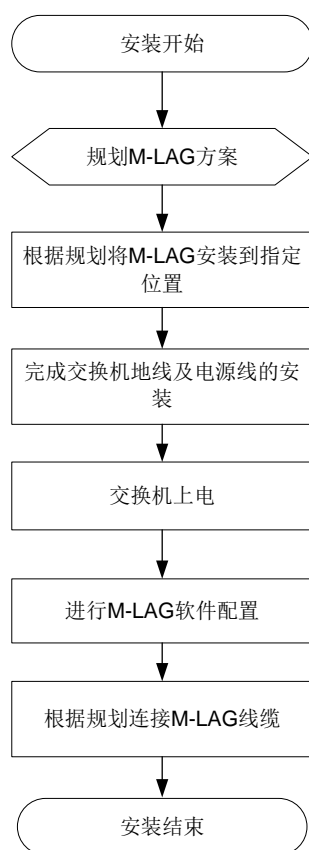 安装开始
规划M-LAG方案
根据规划将M-LAG安装到指定
位置
完成交换机地线及电源线的安
装
交换机上电
进行M-LAG软件配置
根据规划连接M-LAG线缆
安装结束